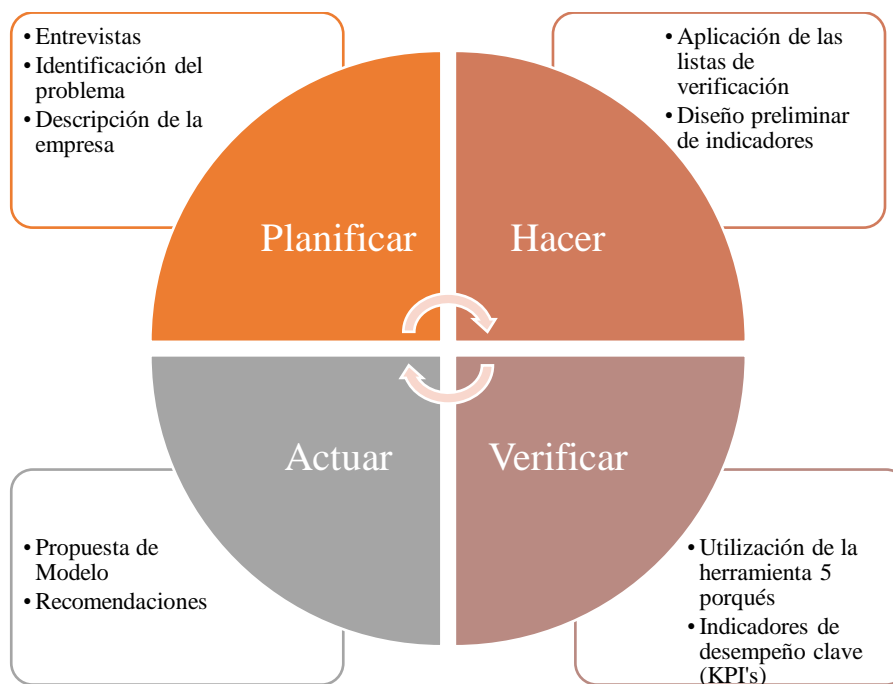 • Entrevistas
• Identificación del
problema
• Descripción de la
empresa
• Aplicación de las
listas de
verificación
• Diseño preliminar
de indicadores
Planificar
Hacer
Actuar
Verificar
• Propuesta de
Modelo
• Recomendaciones
• Utilización de la
herramienta 5
porqués
• Indicadores de
desempeño clave
(KPI's)